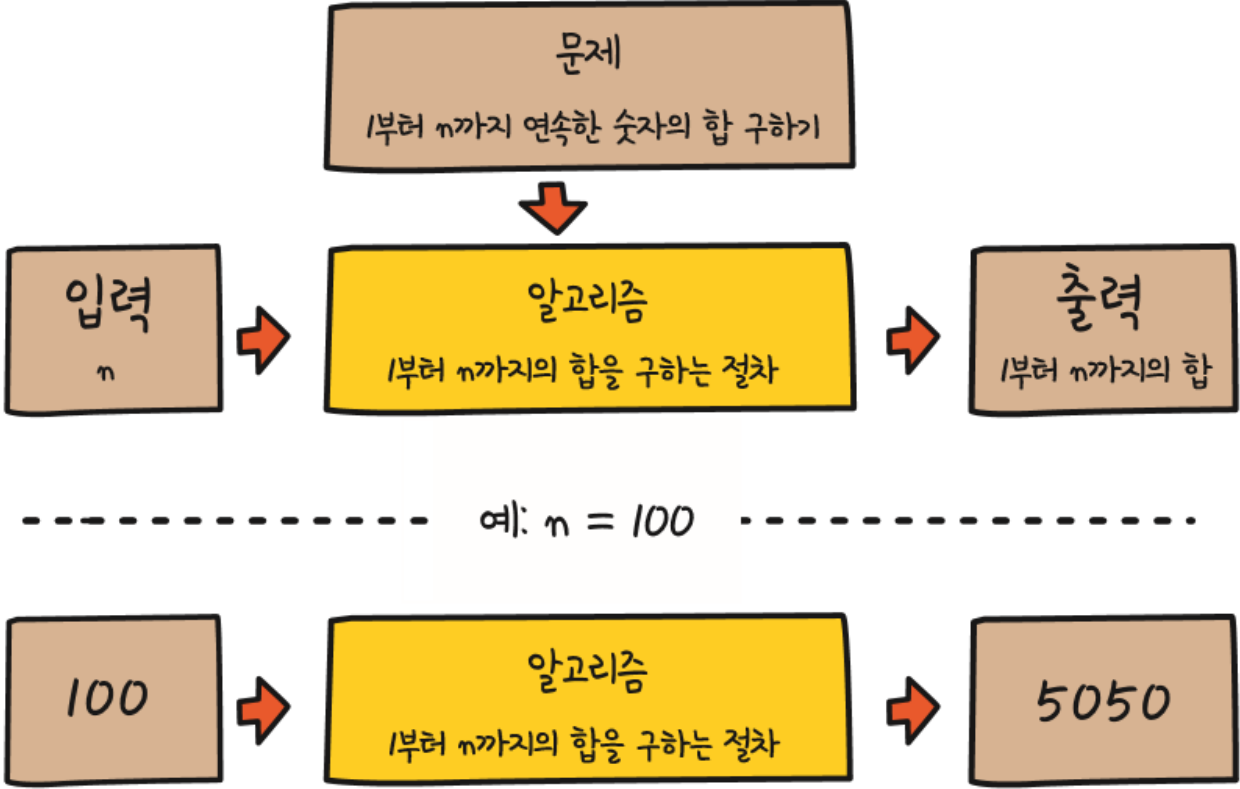 문제
1부터 n까지 연속한 숫자의 합 구하기
입력
n
알고리즘
1부터 n까지의 합을 구하는 절차
출력
1부터 n까지의 합
예: n = 100
100
알고리즘
1부터 n까지의 합을 구하는 절차
5050